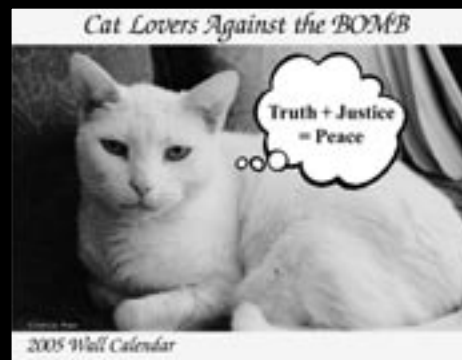 Cat Lovers Against the BOMB
Truth + Justice
= Peace
2005 Wall Calendar